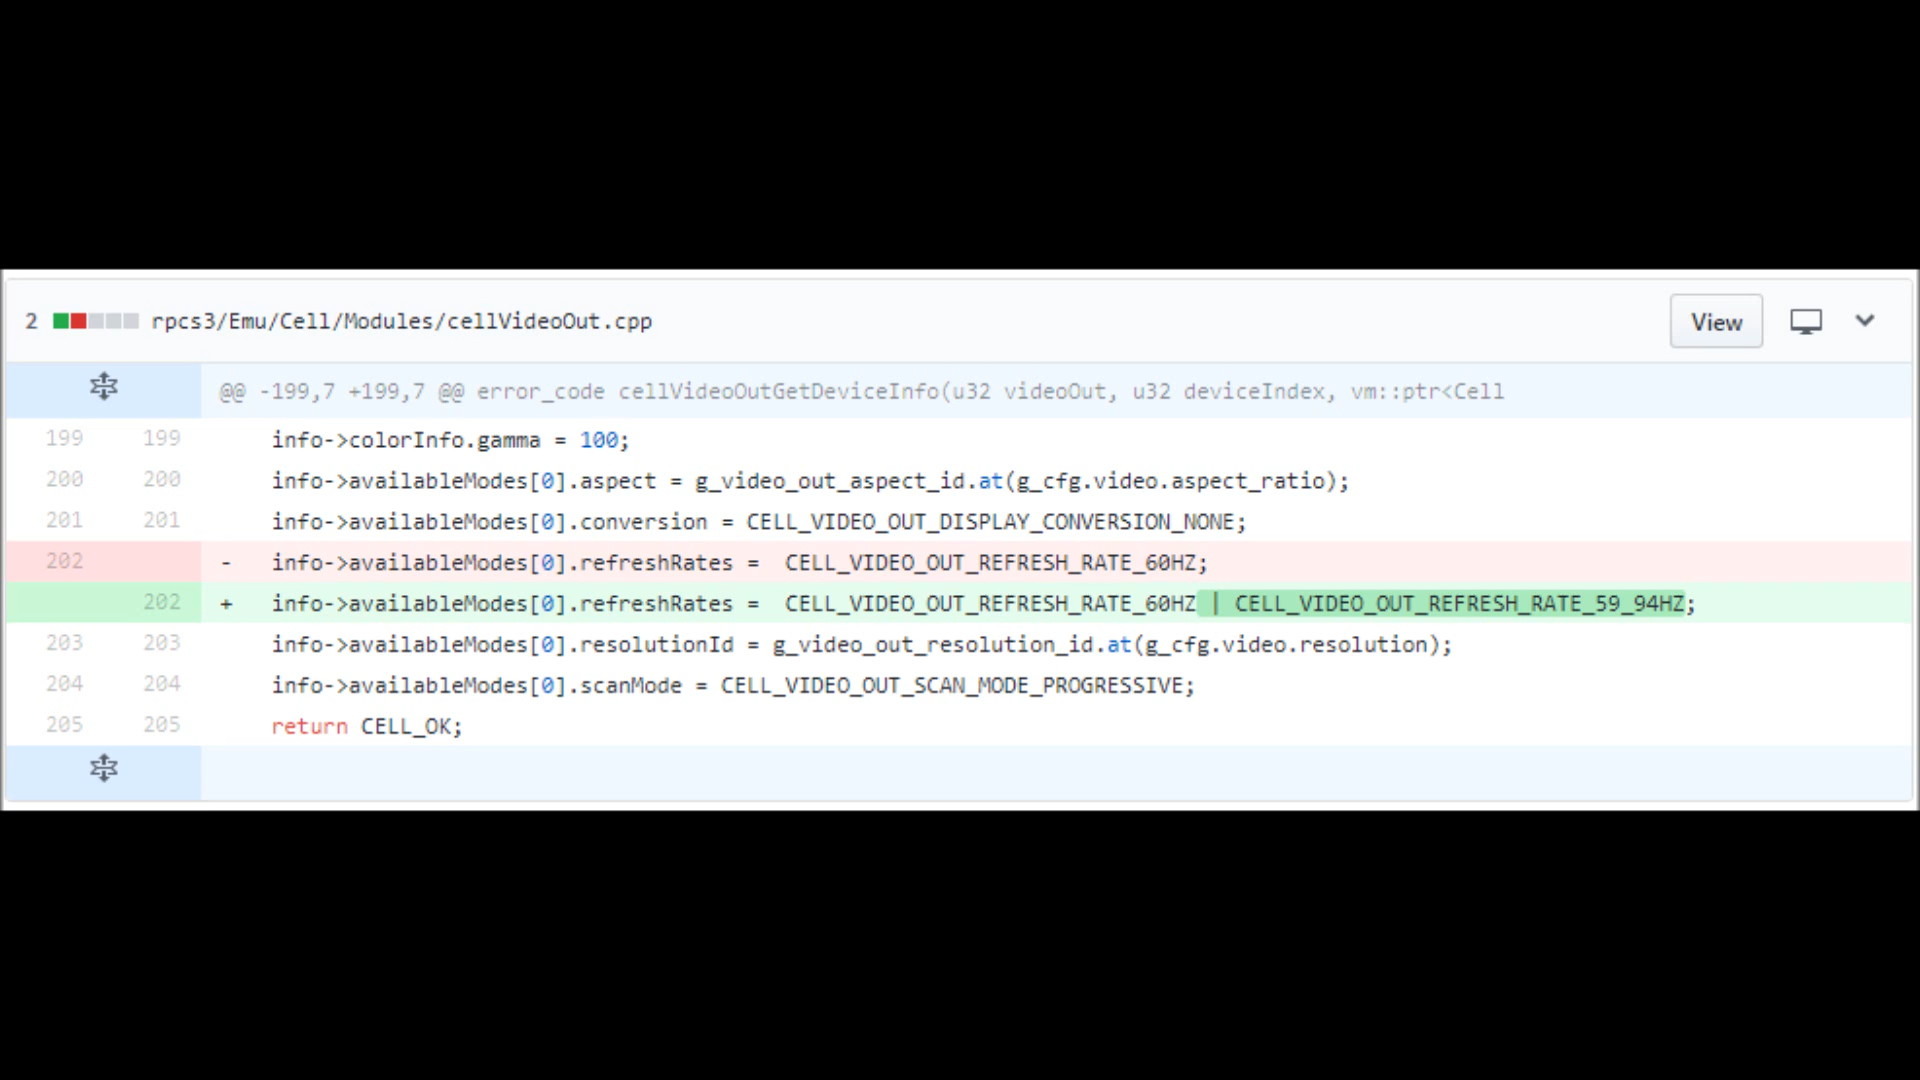 2 rpcs3/Emu/Cell/Modules/cellVideoOut.cpp View
@@ -199,7 +199,7 @@ error_code cellVideoOutGetDeviceInfo(u32 videoOut, u32 deviceIndex, vm::ptr<Cell
199 199 info->colorInfo.gamma = 100;
200 200 info->availableModes[0].aspect = g_video_out_aspect_id.at(g_cfg.video.aspect_ratio);
201 201 info->availableModes[0].conversion = CELL_VIDEO_OUT_DISPLAY_CONVERSION_NONE;
202 - info->availableModes[0].refreshRates =  CELL_VIDEO_OUT_REFRESH_RATE_60HZ;
202 + info->availableModes[0].refreshRates =  CELL_VIDEO_OUT_REFRESH_RATE_60HZ | CELL_VIDEO_OUT_REFRESH_RATE_59_94HZ;
203 203 info->availableModes[0].resolutionId = g_video_out_resolution_id.at(g_cfg.video.resolution);
204 204 info->availableModes[0].scanMode = CELL_VIDEO_OUT_SCAN_MODE_PROGRESSIVE;
205 205 return CELL_OK;